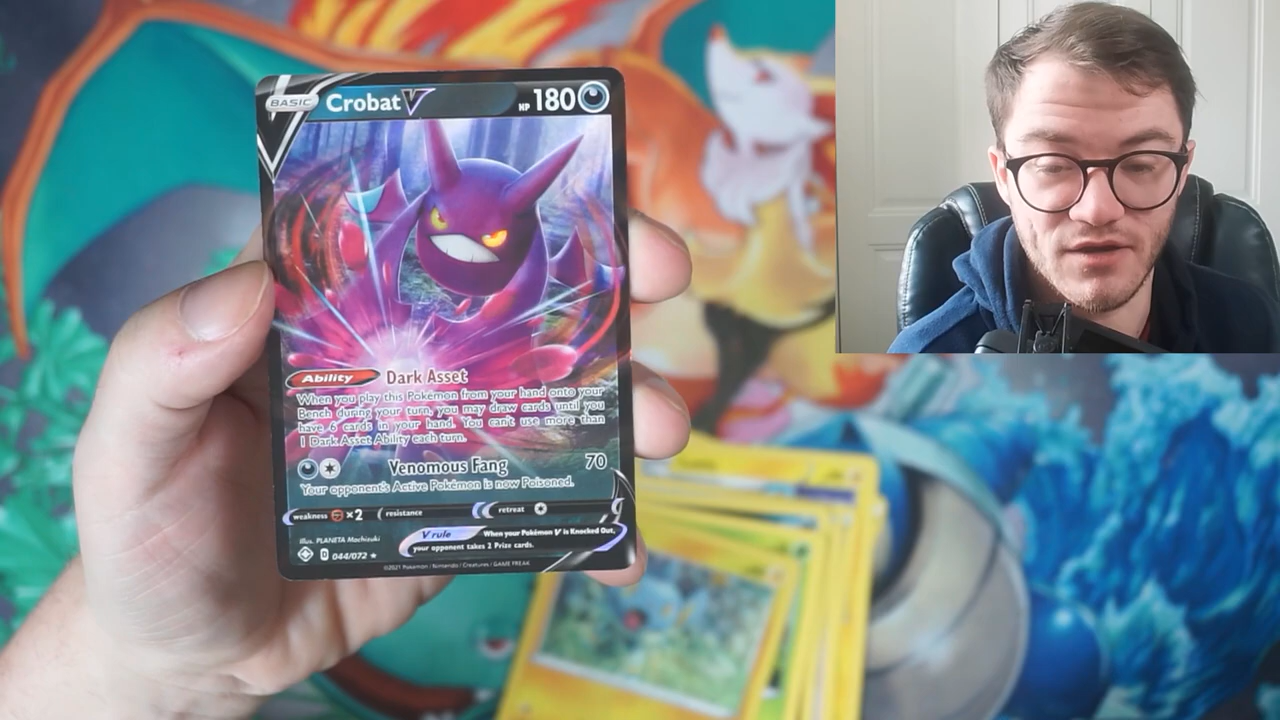 BASIC Crobat V HP 180
Ability Dark Asset
When you play this Pokémon from your hand onto your
Bench during your turn, you may draw cards until you
have 6 cards in your hand. You can't use more than
1 Dark Asset Ability each turn.
Venomous Fang 70
Your opponent's Active Pokémon is now Poisoned.
weakness ×2 resistance retreat
V rule When your Pokémon V is Knocked Out,
your opponent takes 2 Prize cards.
illus. PLANETA Mochizuki
D 044/072 ★
©2021 Pokémon / Nintendo / Creatures / GAME FREAK